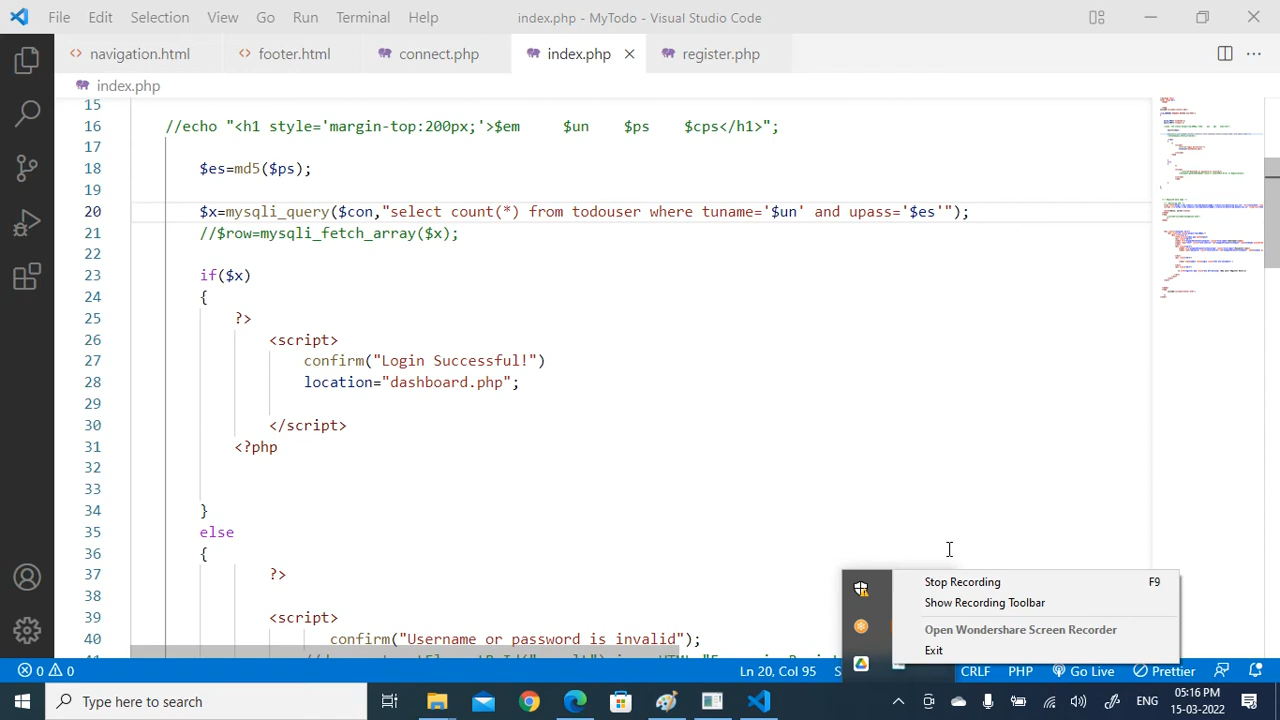 File Edit Selection View Go Run Terminal Help index.php - MyTodo - Visual Studio Code
navigation.html footer.html connect.php index.php register.php
index.php
15
16 //echo "<h1 style='margin-top:200px'>$em $un $ps $cps</h1>";
17
18 $es=md5($ps);
19
20 $x=mysqli_query($con,"select count(*) from todouser where tuname='$un' and upass='$es'");
21 //$row=mysqli_fetch_array($x)
23 if($x)
24 {
25 ?>
26 <script>
27 confirm("Login Successful!")
28 location="dashboard.php";
29
30 </script>
31 <?php
32
33
34 }
35 else
36 {
37 ?>
38
39 <script>
40 confirm("Username or password is invalid");
41
Stop Recording F9
Show Recording Toolbar
Open Wondershare Screen Recorder
Exit
0 0 Ln 20, Col 95 CRLF PHP Go Live Prettier
Type here to search ENG 05:16 PM
15-03-2022